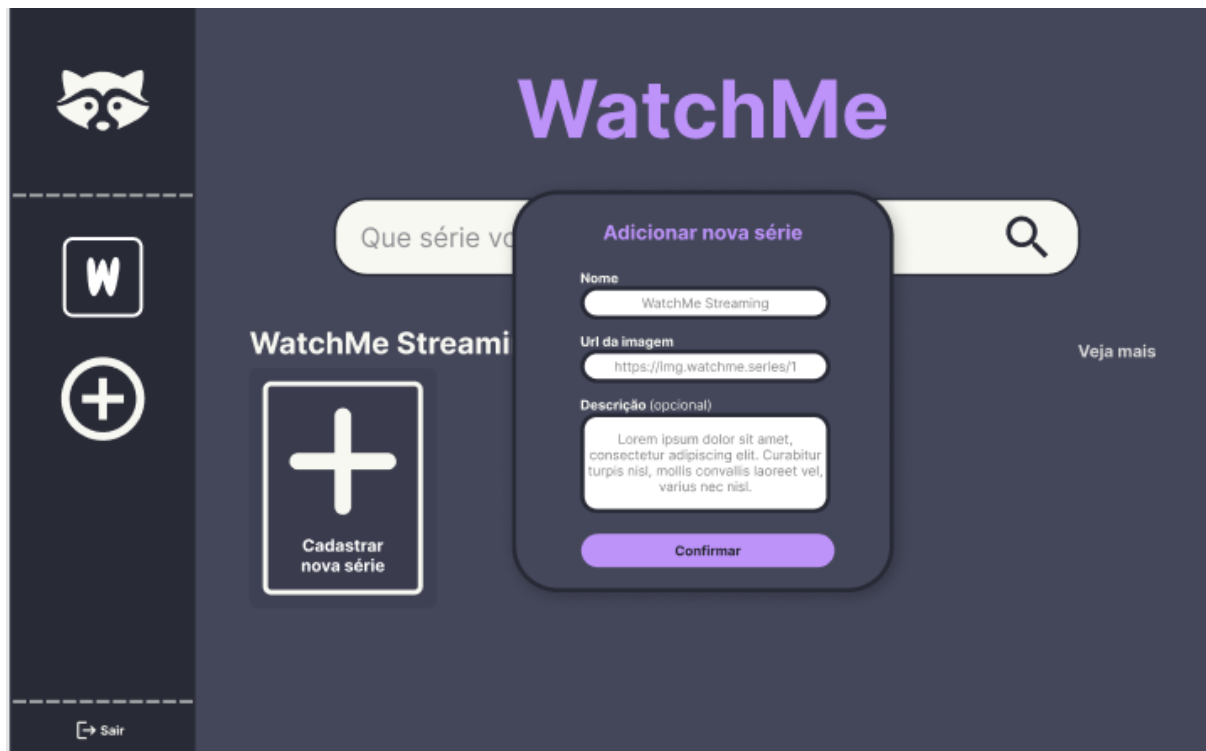 WatchMe
Que série vo
Adicionar nova série
Nome
WatchMe Streaming
Url da imagem
https://img.watchme.series/1
Descrição (opcional)
Lorem ipsum dolor sit amet,
consectetur adipiscing elit. Curabitur
turpis nisl, mollis convallis laoreet vel,
varius nec nisl.
Confirmar
W
WatchMe Streami
Veja mais
Cadastrar
nova série
Sair